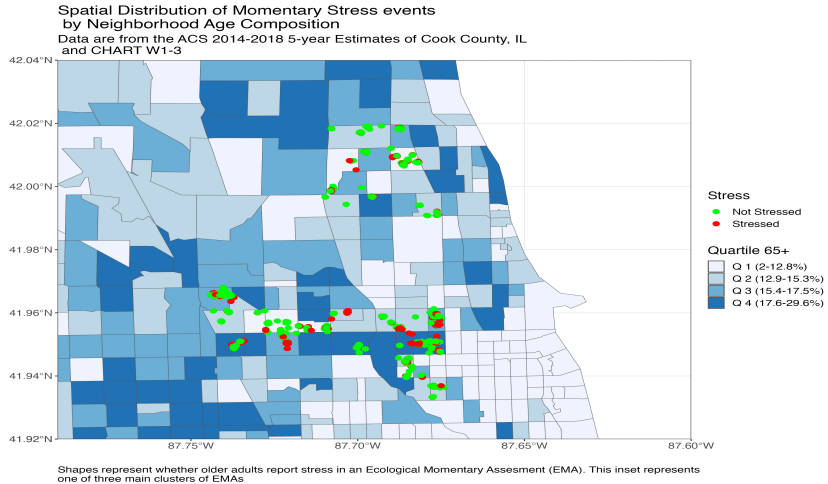 Spatial Distribution of Momentary Stress events
by Neighborhood Age Composition
Data are from the ACS 2014-2018 5-year Estimates of Cook County, IL
and CHART W1-3
42.04°N
42.02°N
42.00°N
41.98°N
41.96°N
41.94°N
41.92°N
87.75°W
87.70°W
87.65°W
87.60°W
Stress
Not Stressed
Stressed
Quartile 65+
Q 1 (2-12.8%)
Q 2 (12.9-15.3%)
Q 3 (15.4-17.5%)
Q 4 (17.6-29.6%)
Shapes represent whether older adults report stress in an Ecological Momentary Assesment (EMA). This inset represents
one of three main clusters of EMAs